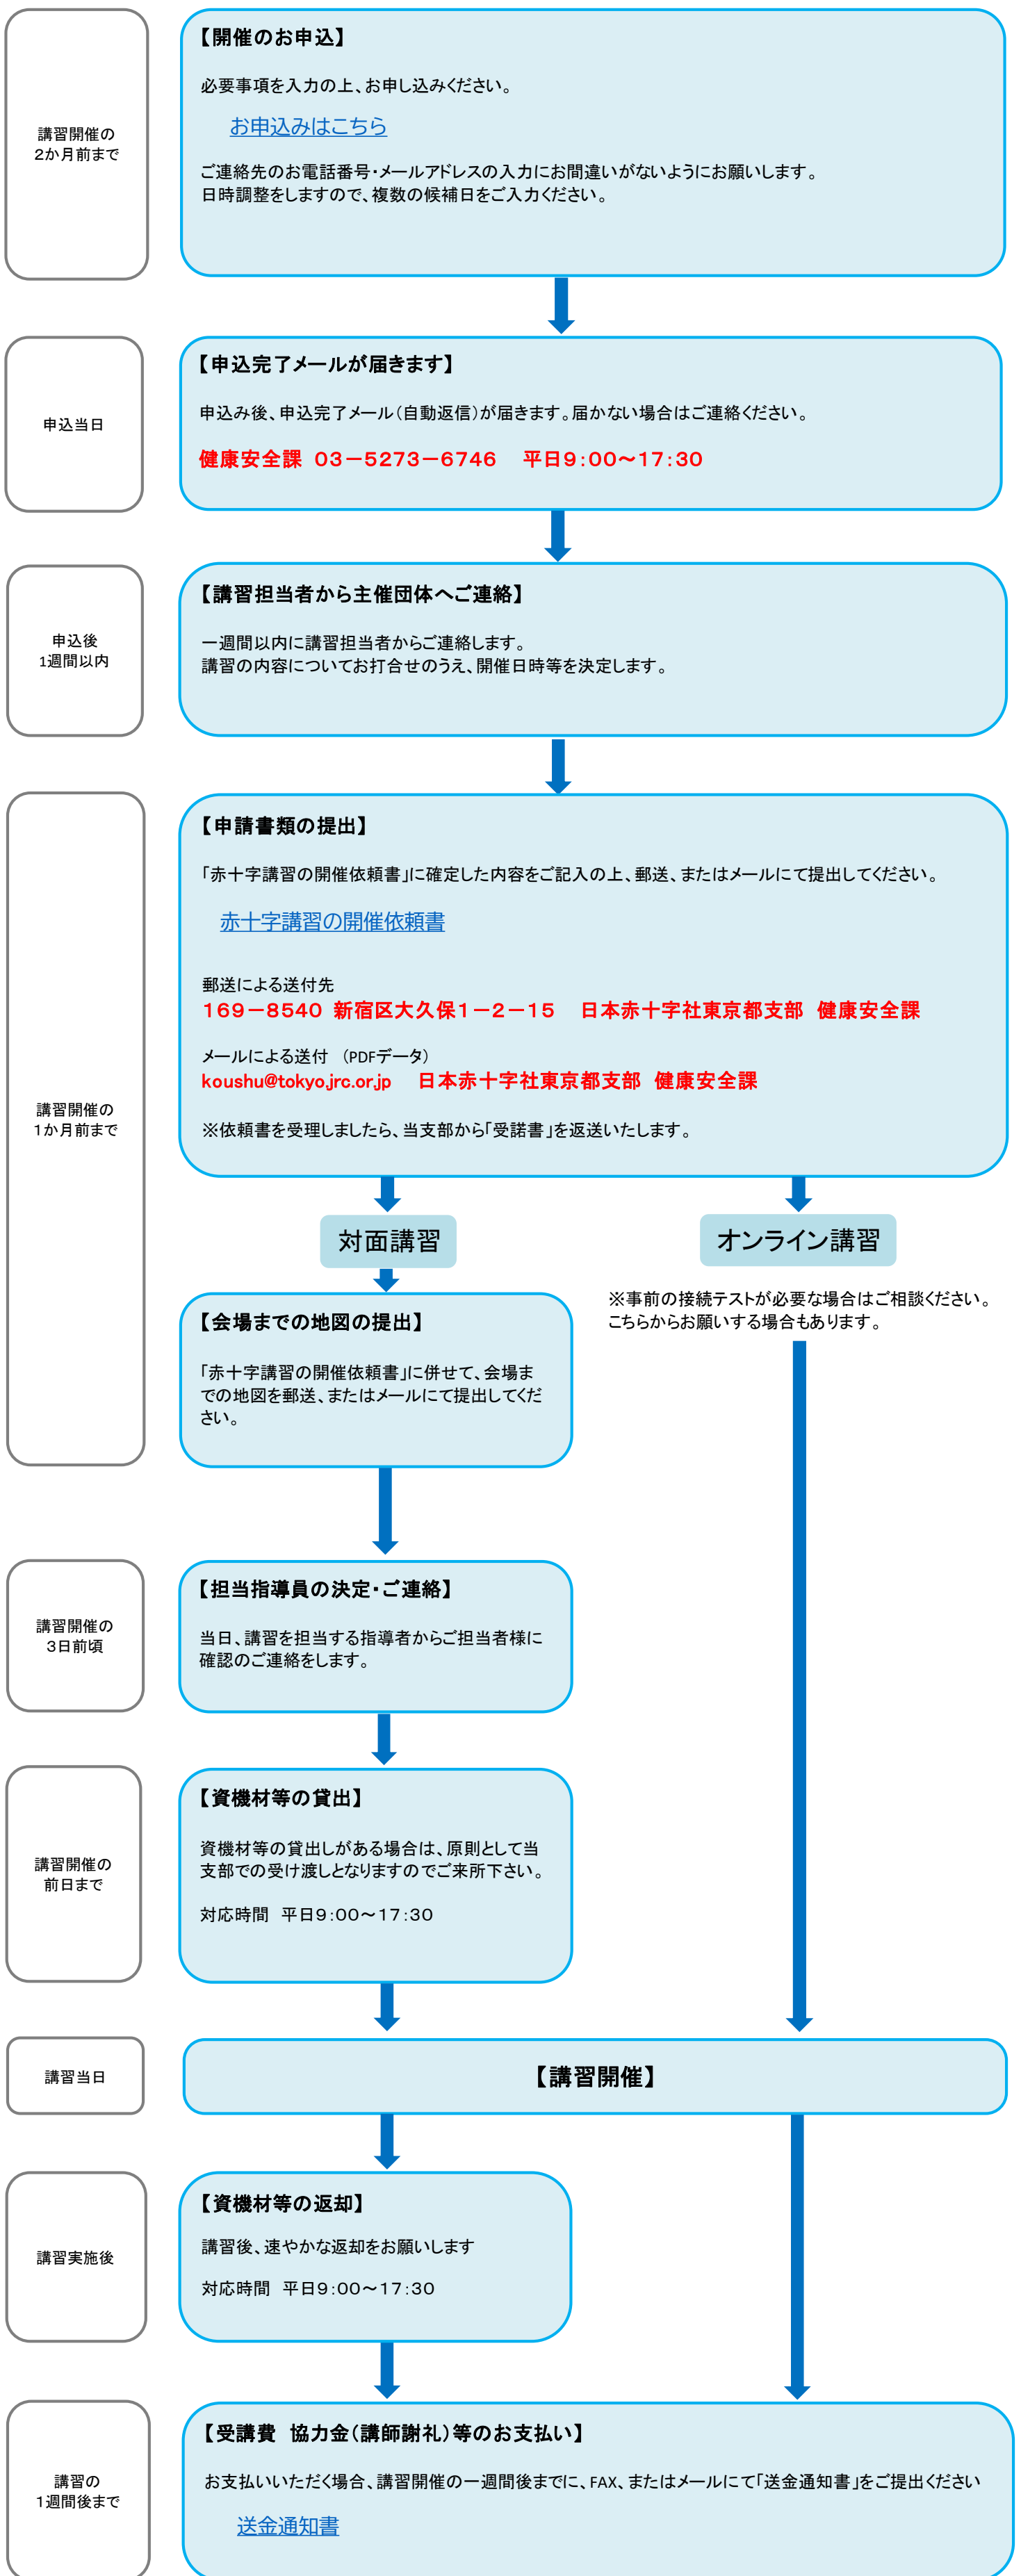 講習開催の
２か月前まで
【開催のお申込】
必要事項を入力の上、お申し込みください。
お申込みはこちら
ご連絡先のお電話番号・メールアドレスの入力にお間違いがないようにお願いします。
日時調整をしますので、複数の候補日をご入力ください。
申込当日
【申込完了メールが届きます】
申込み後、申込完了メール（自動返信）が届きます。届かない場合はご連絡ください。
健康安全課　０３－５２７３－６７４６　平日９：００～１７：３０
申込後
1週間以内
【講習担当者から主催団体へご連絡】
一週間以内に講習担当者からご連絡します。
講習の内容についてお打合せのうえ、開催日時等を決定します。
講習開催の
１か月前まで
【申請書類の提出】
「赤十字講習の開催依頼書」に確定した内容をご記入の上、郵送、またはメールにて提出してください。
赤十字講習の開催依頼書
郵送による送付先
１６９－８５４０ 新宿区大久保１－２－１５　日本赤十字社東京都支部　健康安全課
メールによる送付　（PDFデータ）
koushu@tokyo.jrc.or.jp　日本赤十字社東京都支部　健康安全課
※依頼書を受理しましたら、当支部から「受諾書」を返送いたします。
対面講習
オンライン講習
【会場までの地図の提出】
「赤十字講習の開催依頼書」に併せて、会場ま
での地図を郵送、またはメールにて提出してくだ
さい。
※事前の接続テストが必要な場合はご相談ください。
こちらからお願いする場合もあります。
講習開催の
３日前頃
【担当指導員の決定・ご連絡】
当日、講習を担当する指導者からご担当者様に
確認のご連絡をします。
講習開催の
前日まで
【資機材等の貸出】
資機材等の貸出しがある場合は、原則として当
支部での受け渡しとなりますのでご来所下さい。
対応時間　平日９：００～１７：３０
講習当日
【講習開催】
講習実施後
【資機材等の返却】
講習後、速やかな返却をお願いします
対応時間　平日９：００～１７：３０
講習の
１週間後まで
【受講費　協力金（講師謝礼）等のお支払い】
お支払いいただく場合、講習開催の一週間後までに、FAX、またはメールにて「送金通知書」をご提出ください
送金通知書